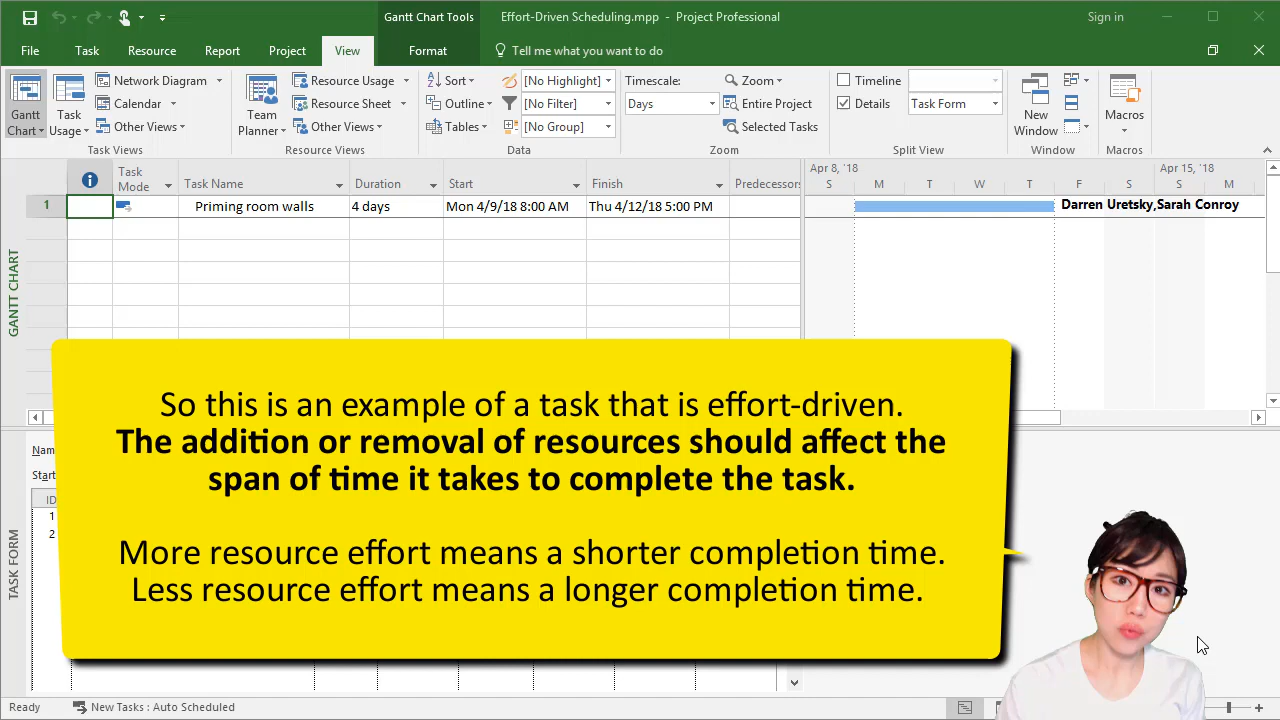 Gantt Chart Tools
Effort-Driven Scheduling.mpp - Project Professional
Sign in
File Task Resource Report Project View Format Tell me what you want to do
Gantt Chart
Task Usage
Network Diagram
Calendar
Other Views
Task Views
Team Planner
Resource Usage
Resource Sheet
Other Views
Resource Views
Sort
Outline
Tables
[No Highlight]
[No Filter]
[No Group]
Data
Timescale:
Days
Zoom
Entire Project
Selected Tasks
Zoom
Timeline
Details
Task Form
Split View
New Window
Window
Macros
Macros
Task Mode Task Name Duration Start Finish Predecessors
Apr 8, '18 Apr 15, '18
S M T W T F S S M
1 Priming room walls 4 days Mon 4/9/18 8:00 AM Thu 4/12/18 5:00 PM
Darren Uretsky,Sarah Conroy
GANTT CHART
So this is an example of a task that is effort-driven.
The addition or removal of resources should affect the
span of time it takes to complete the task.
More resource effort means a shorter completion time.
Less resource effort means a longer completion time.
Nam
Start
ID
1
2
TASK FORM
Ready New Tasks : Auto Scheduled